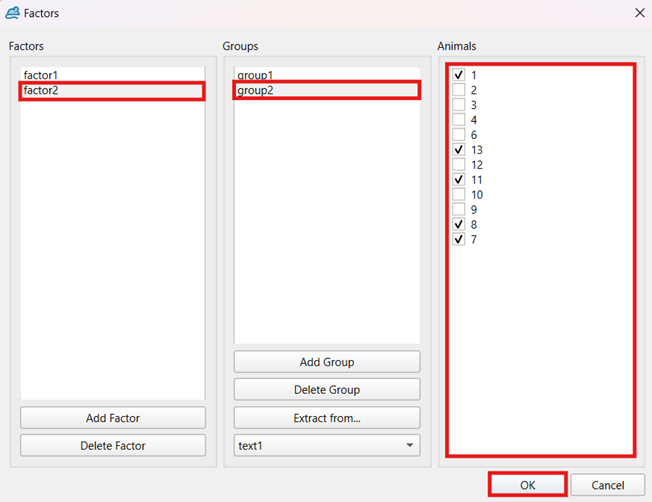 Factors
Factors
factor1
factor2
Add Factor
Delete Factor
Groups
group1
group2
Add Group
Delete Group
Extract from...
text1
Animals
1
2
3
4
6
13
12
11
10
9
8
7
OK
Cancel